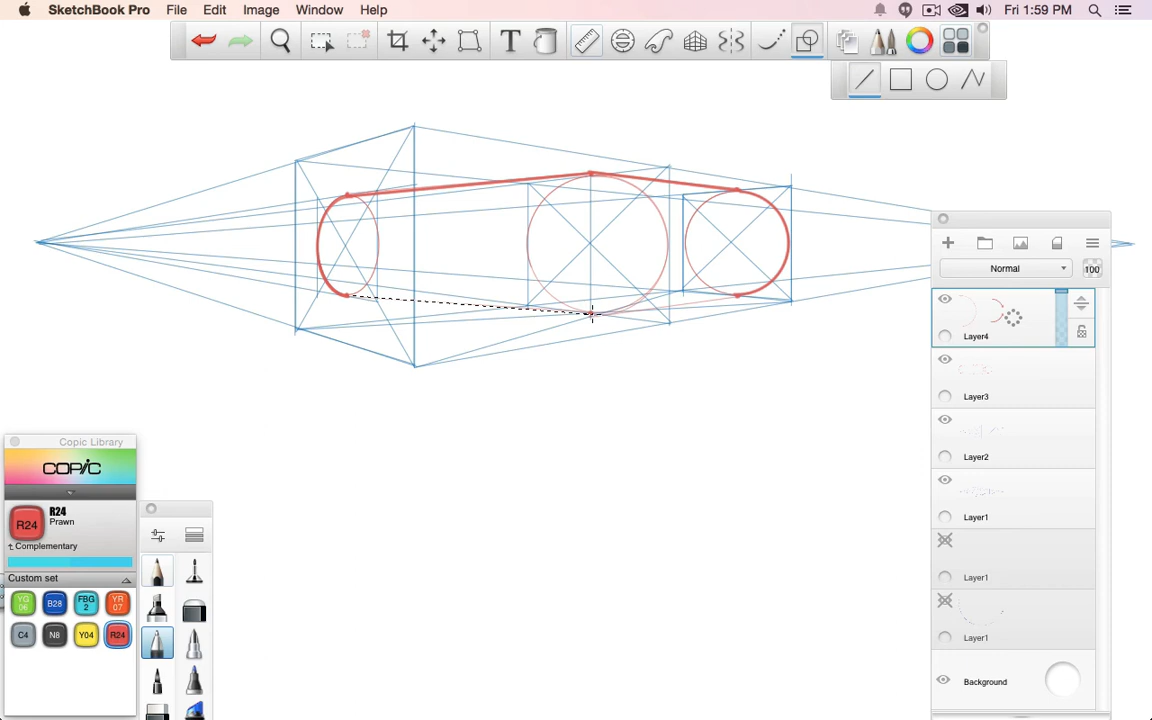 SketchBook Pro File Edit Image Window Help Fri 1:59 PM
T
Normal
100
Layer4
Layer3
Layer2
Layer1
Layer1
Layer1
Background
Copic Library
COPIC
R24
R24
Prawn
Complementary
Custom set
YG
06
B28
FBG
2
YR
07
C4
N8
Y04
R24